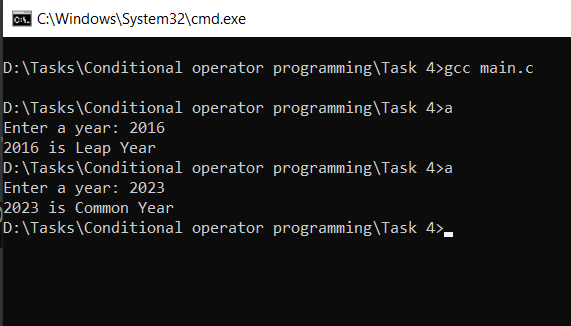 C:\Windows\System32\cmd.exe
D:\Tasks\Conditional operator programming\Task 4>gcc main.c
D:\Tasks\Conditional operator programming\Task 4>a
Enter a year: 2016
2016 is Leap Year
D:\Tasks\Conditional operator programming\Task 4>a
Enter a year: 2023
2023 is Common Year
D:\Tasks\Conditional operator programming\Task 4>